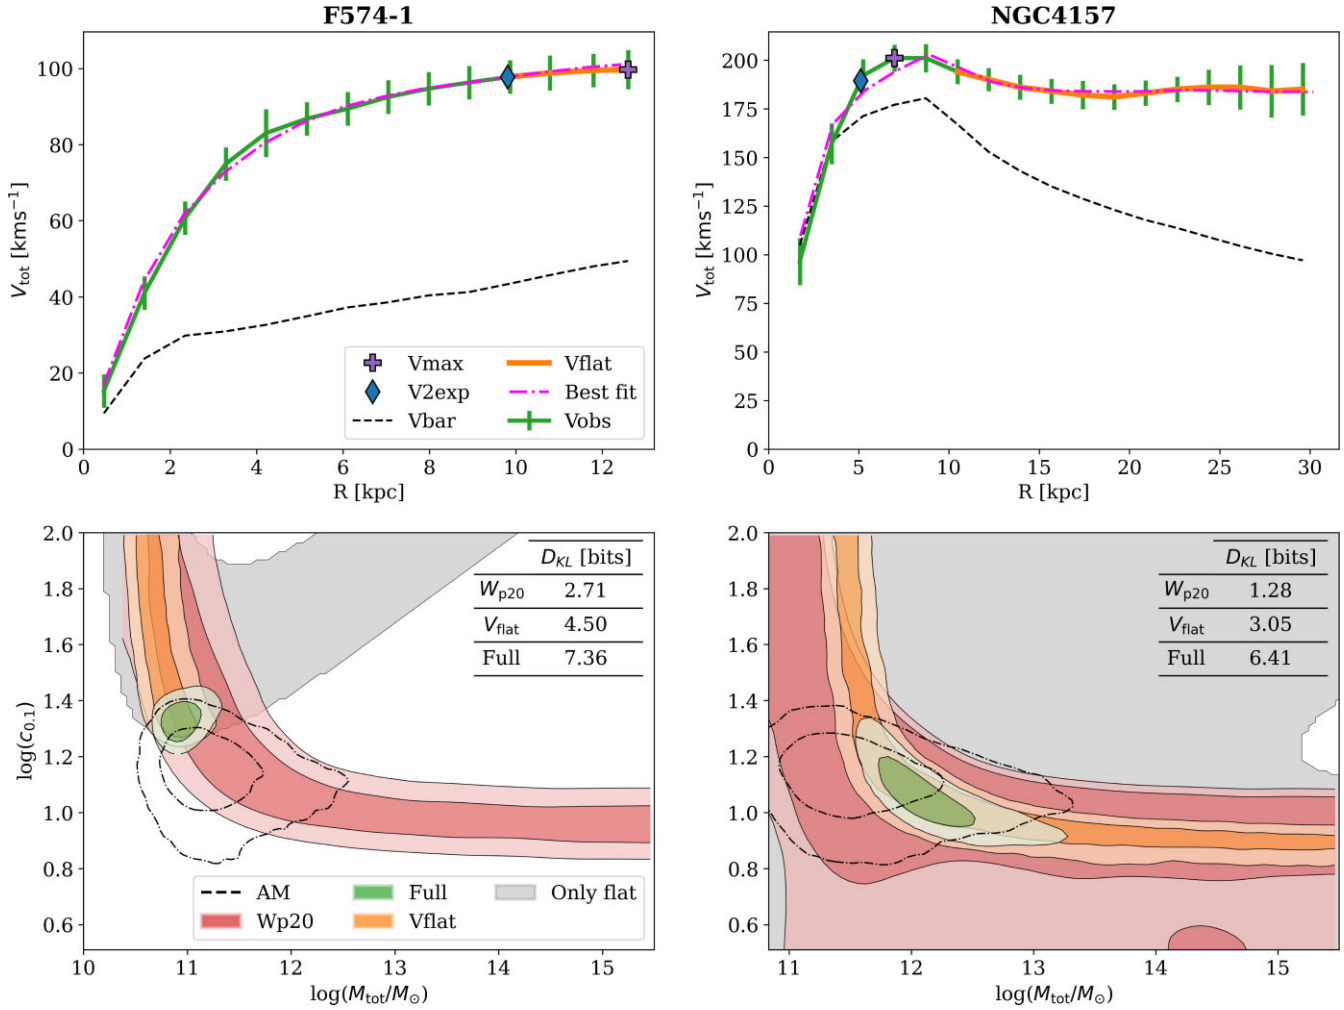 F574-1
NGC4157
V_tot [kms⁻¹]
100
80
60
40
20
0
0 2 4 6 8 10 12
R [kpc]
Vmax Vflat
V2exp Best fit
Vbar Vobs
V_tot [kms⁻¹]
200
175
150
125
100
75
50
25
0
0 5 10 15 20 25 30
R [kpc]
log(c_0.1)
2.0
1.8
1.6
1.4
1.2
1.0
0.8
0.6
D_KL [bits]
W_p20 2.71
V_flat 4.50
Full 7.36
AM Full Only flat
Wp20 Vflat
10 11 12 13 14 15
log(M_tot/M_⊙)
2.0
1.8
1.6
1.4
1.2
1.0
0.8
0.6
D_KL [bits]
W_p20 1.28
V_flat 3.05
Full 6.41
11 12 13 14 15
log(M_tot/M_⊙)